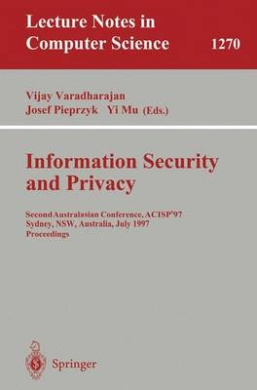 Lecture Notes in
Computer Science 1270
Vijay Varadharajan
Josef Pieprzyk Yi Mu (Eds.)
Information Security
and Privacy
Second Australasian Conference, ACISP'97
Sydney, NSW, Australia, July 1997
Proceedings
Springer